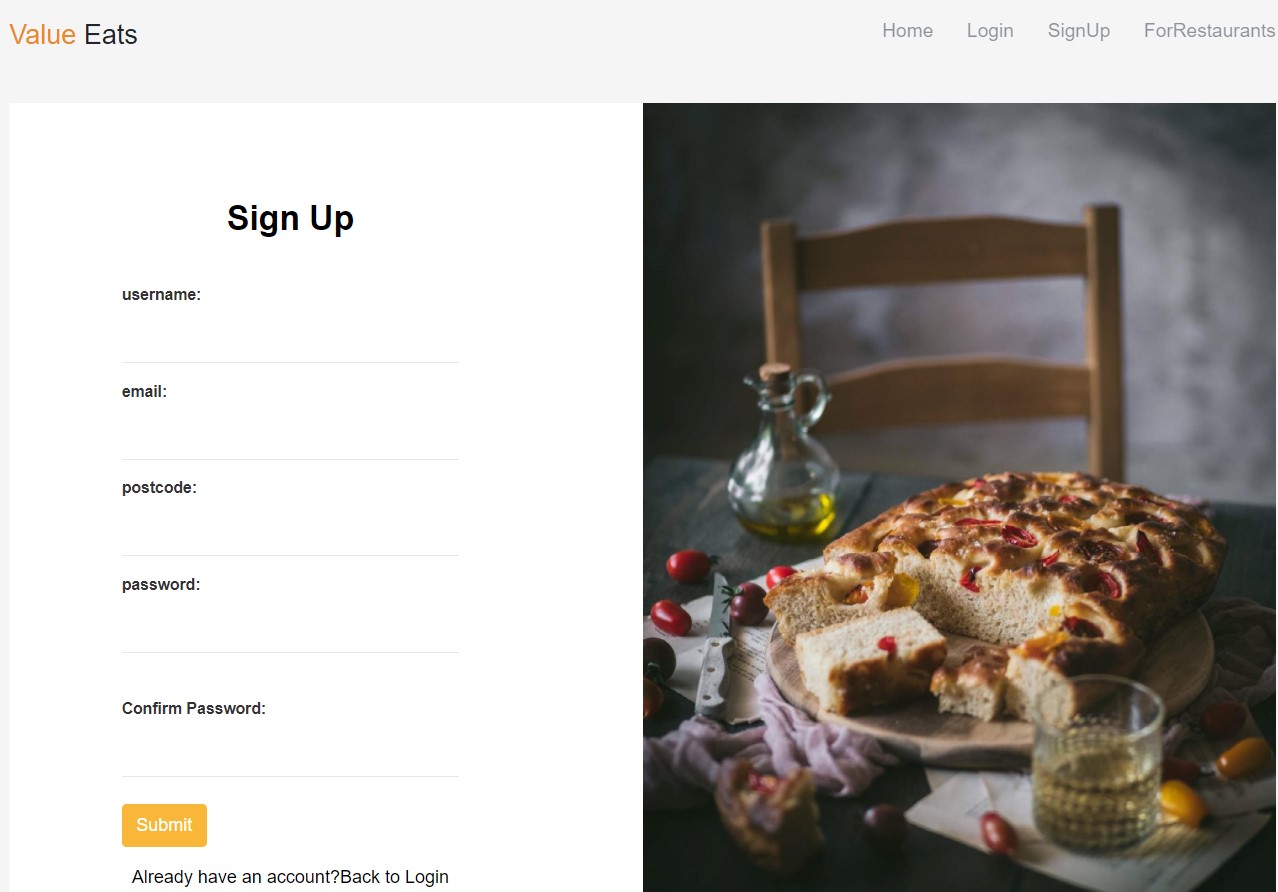 Value Eats
Home Login SignUp ForRestaurants
Sign Up
username:
email:
postcode:
password:
Confirm Password:
Submit
Already have an account?Back to Login